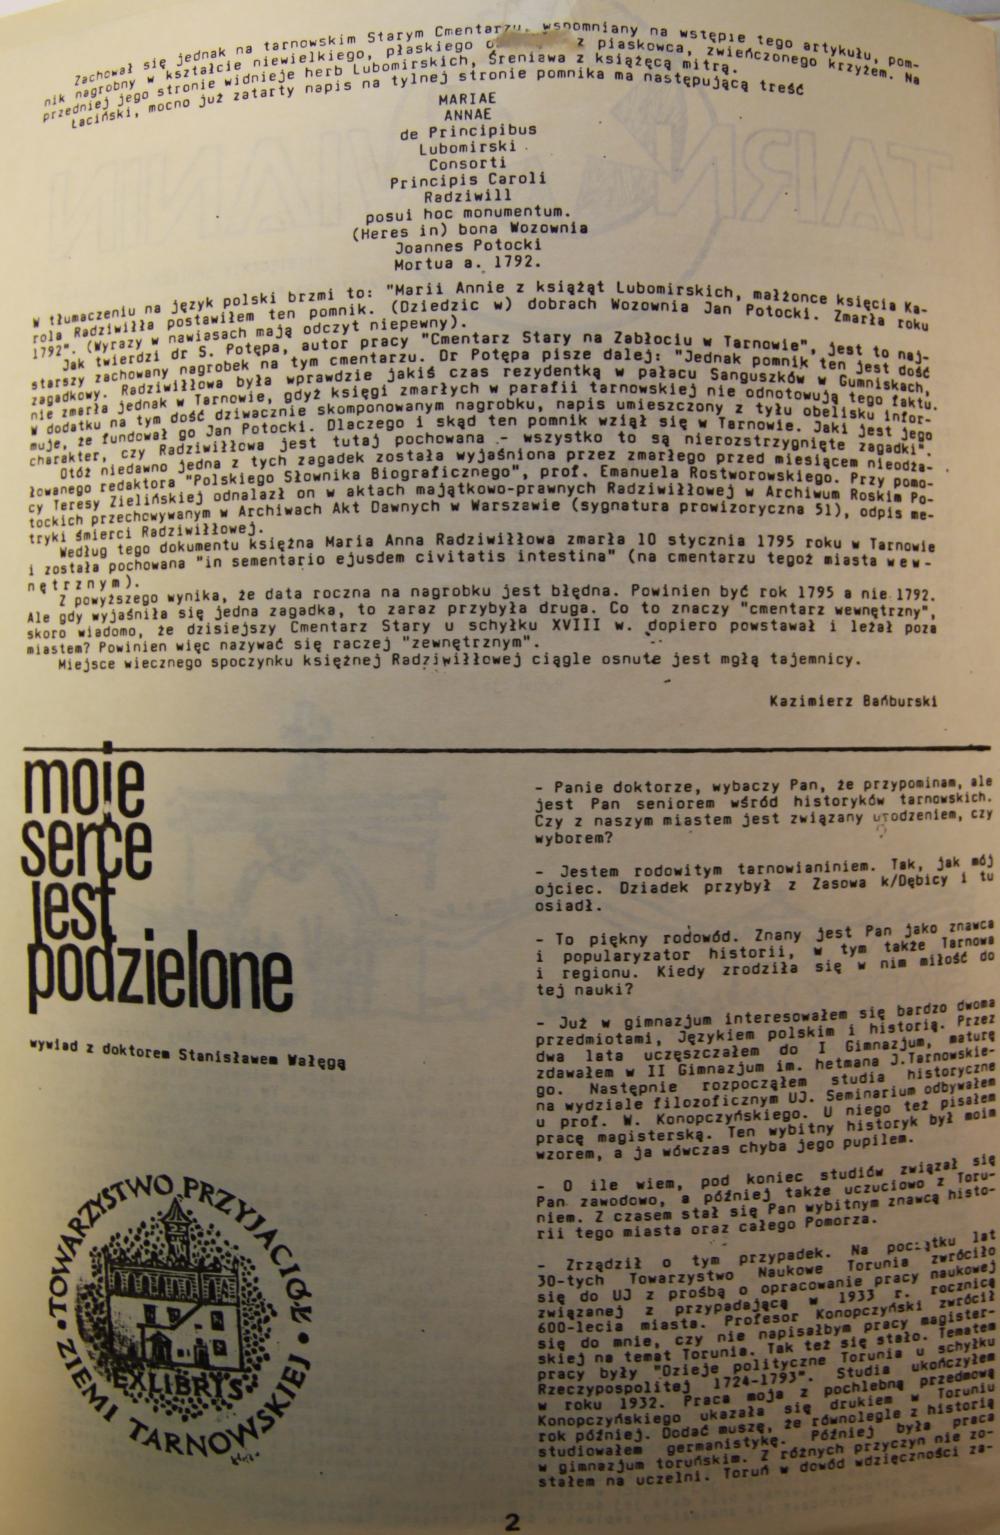 Zachował się jednak na tarnowskim Starym Cmentarzu, wspomniany na wstępie tego artykułu, pom-
nik nagrobny w kształcie niewielkiego, płaskiego z piaskowca, zwieńczonego krzyżem. Na
przedniej jego stronie widnieje herb Lubomirskich, Śreniawa z książęcą mitrą.
Łaciński, mocno już zatarty napis na tylnej stronie pomnika ma następującą treść
MARIAE
ANNAE
de Principibus
Lubomirski
Consorti
Principis Caroli
Radziwill
posui hoc monumentum.
(Heres in) bona Wozownia
Joannes Potocki
Mortua a. 1792.
W tłumaczeniu na język polski brzmi to: "Marii Annie z książąt Lubomirskich, małżonce księcia Ka-
rola Radziwiłła postawiłem ten pomnik. (Dziedzic w) dobrach Wozownia Jan Potocki. Zmarła roku
1792". (Wyrazy w nawiasach mają odczyt niepewny).
Jak twierdzi dr S. Potępa, autor pracy "Cmentarz Stary na Zabłociu w Tarnowie", jest to naj-
starszy zachowany nagrobek na tym cmentarzu. Dr Potępa pisze dalej: "Jednak pomnik ten jest dość
zagadkowy. Radziwiłłowa była wprawdzie jakiś czas rezydentką w pałacu Sanguszków w Gumniskach,
nie zmarła jednak w Tarnowie, gdyż księgi zmarłych w parafii tarnowskiej nie odnotowują tego faktu.
W dodatku na tym dość dziwacznie skomponowanym nagrobku, napis umieszczony z tyłu obelisku infor-
muje, że fundował go Jan Potocki. Dlaczego i skąd ten pomnik wziął się w Tarnowie. Jaki jest jego
charakter, czy Radziwiłłowa jest tutaj pochowana - wszystko to są nierozstrzygnięte zagadki".
Otóż niedawno jedna z tych zagadek została wyjaśniona przez zmarłego przed miesiącem nieodża-
łowanego redaktora "Polskiego Słownika Biograficznego", prof. Emanuela Rostworowskiego. Przy pomo-
cy Teresy Zielińskiej odnalazł on w aktach majątkowo-prawnych Radziwiłłowej w Archiwum Roskim Po-
tockich przechowywanym w Archiwach Akt Dawnych w Warszawie (sygnatura prowizoryczna 51), odpis me-
tryki śmierci Radziwiłłowej.
Według tego dokumentu księżna Maria Anna Radziwiłłowa zmarła 10 stycznia 1795 roku w Tarnowie
i została pochowana "in sementario ejusdem civitatis intestina" (na cmentarzu tegoż miasta wew-
nętrznym).
Z powyższego wynika, że data roczna na nagrobku jest błędna. Powinien być rok 1795 a nie 1792.
Ale gdy wyjaśniła się jedna zagadka, to zaraz przybyła druga. Co to znaczy "cmentarz wewnętrzny",
skoro wiadomo, że dzisiejszy Cmentarz Stary u schyłku XVIII w. dopiero powstawał i leżał poza
miastem? Powinien więc nazywać się raczej "zewnętrznym".
Miejsce wiecznego spoczynku księżnej Radziwiłłowej ciągle osnute jest mgłą tajemnicy.
Kazimierz Bańburski
moje
serce
jest
podzielone
wywiad z doktorem Stanisławem Wałęgą
TOWARZYSTWO PRZYJACIÓŁ
ZIEMI TARNOWSKIEJ
EXLIBRYS
- Panie doktorze, wybaczy Pan, że przypominam, ale
jest Pan seniorem wśród historyków tarnowskich.
Czy z naszym miastem jest związany urodzeniem, czy
wyborem?
- Jestem rodowitym tarnowianiniem. Tak, jak mój
ojciec. Dziadek przybył z Zasowa k/Dębicy i tu
osiadł.
- To piękny rodowód. Znany jest Pan jako znawca
i popularyzator historii, w tym także Tarnowa
i regionu. Kiedy zrodziła się w nim miłość do
tej nauki?
- Już w gimnazjum interesowałem się bardzo dwoma
przedmiotami, Językiem polskim i historią. Przez
dwa lata uczęszczałem do I Gimnazjum, maturę
zdawałem w II Gimnazjum im. hetmana J.Tarnowskie-
go. Następnie rozpocząłem studia historyczne
na wydziale filozoficznym UJ. Seminarium odbywałem
u prof. W. Konopczyńskiego. U niego też pisałem
pracę magisterską. Ten wybitny historyk był moim
wzorem, a ja wówczas chyba jego pupilem.
- O ile wiem, pod koniec studiów związał się
Pan zawodowo, a później także uczuciowo z Toru-
niem. Z czasem stał się Pan wybitnym znawcą histo-
rii tego miasta oraz całego Pomorza.
- Zrządził o tym przypadek. Na początku lat
30-tych Towarzystwo Naukowe Torunia zwróciło
się do UJ z prośbą o opracowanie pracy naukowej
związanej z przypadającą w 1933 r. rocznicą
600-lecia miasta. Profesor Konopczyński zwrócił
się do mnie, czy nie napisałbym pracy magister-
skiej na temat Torunia. Tak też się stało. Tematem
pracy były "Dzieje polityczne Torunia u schyłku
Rzeczypospolitej 1724-1793". Studia ukończyłem
w roku 1932. Praca moja z pochlebną przedmową
Konopczyńskiego ukazała się drukiem w Toruniu
rok później. Dodać muszę, że równolegle z historią
studiowałem germanistykę. Później była praca
w gimnazjum toruńskim. Z różnych przyczyn nie zo-
stałem na uczelni. Toruń w dowód wdzięczności za-
2